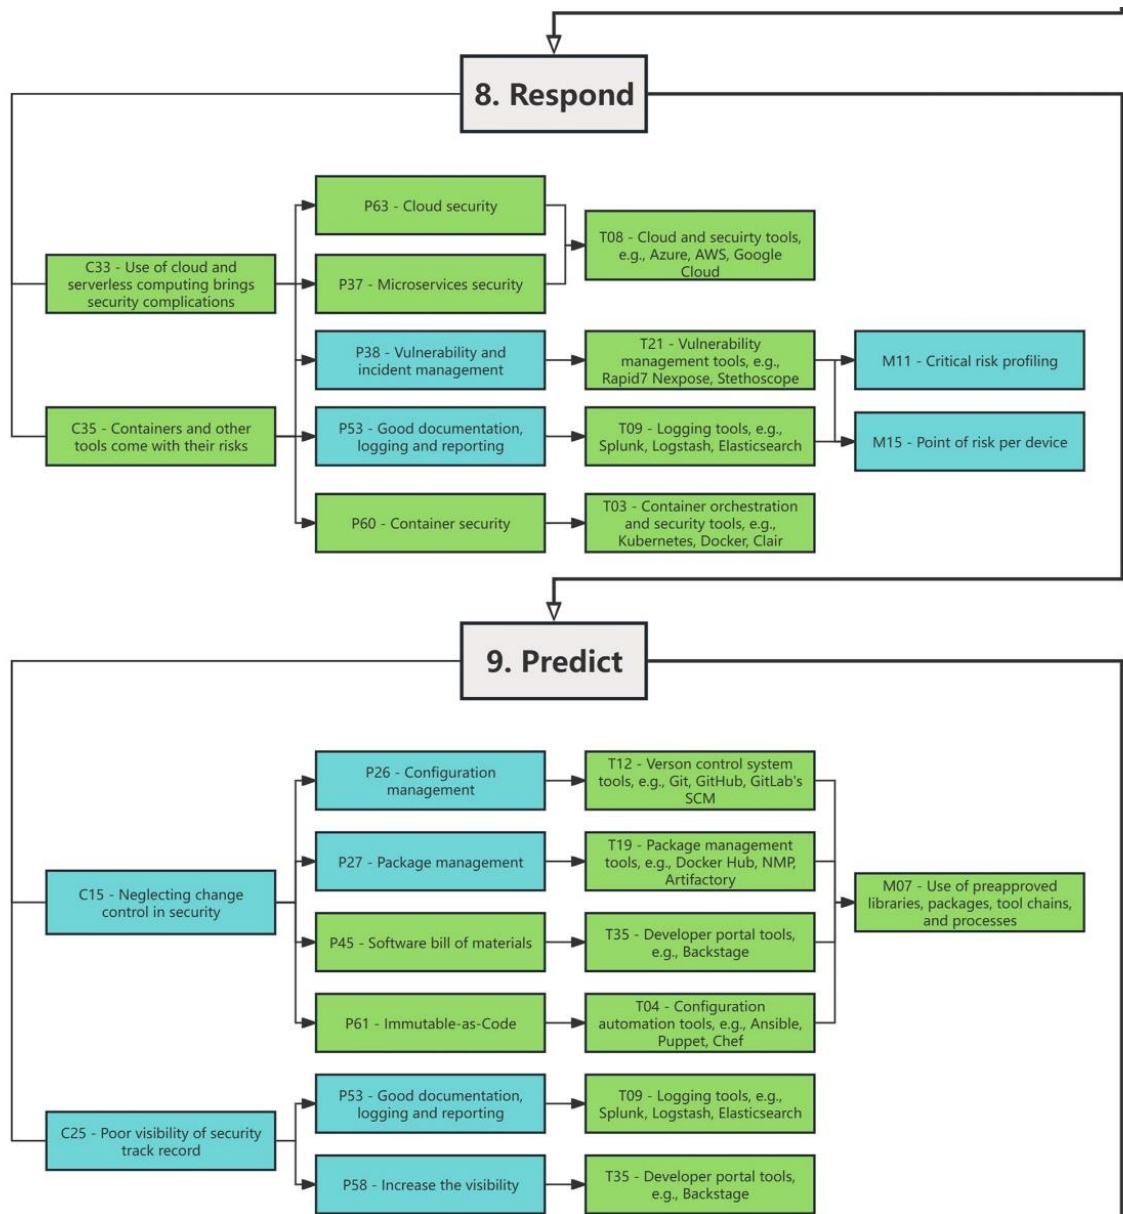 8. Respond
P63 - Cloud security
T08 - Cloud and secuirty tools,
e.g., Azure, AWS, Google
Cloud
C33 - Use of cloud and
serverless computing brings
security complications
P37 - Microservices security
P38 - Vulnerability and
incident management
T21 - Vulnerability
management tools, e.g.,
Rapid7 Nexpose, Stethoscope
M11 - Critical risk profiling
C35 - Containers and other
tools come with their risks
P53 - Good documentation,
logging and reporting
T09 - Logging tools, e.g.,
Splunk, Logstash, Elasticsearch
M15 - Point of risk per device
P60 - Container security
T03 - Container orchestration
and security tools, e.g.,
Kubernetes, Docker, Clair
9. Predict
P26 - Configuration
management
T12 - Verson control system
tools, e.g., Git, GitHub, GitLab's
SCM
P27 - Package management
T19 - Package management
tools, e.g., Docker Hub, NMP,
Artifactory
C15 - Neglecting change
control in security
M07 - Use of preapproved
libraries, packages, tool chains,
and processes
P45 - Software bill of materials
T35 - Developer portal tools,
e.g., Backstage
P61 - Immutable-as-Code
T04 - Configuration
automation tools, e.g., Ansible,
Puppet, Chef
P53 - Good documentation,
logging and reporting
T09 - Logging tools, e.g.,
Splunk, Logstash, Elasticsearch
C25 - Poor visibility of security
track record
P58 - Increase the visibility
T35 - Developer portal tools,
e.g., Backstage